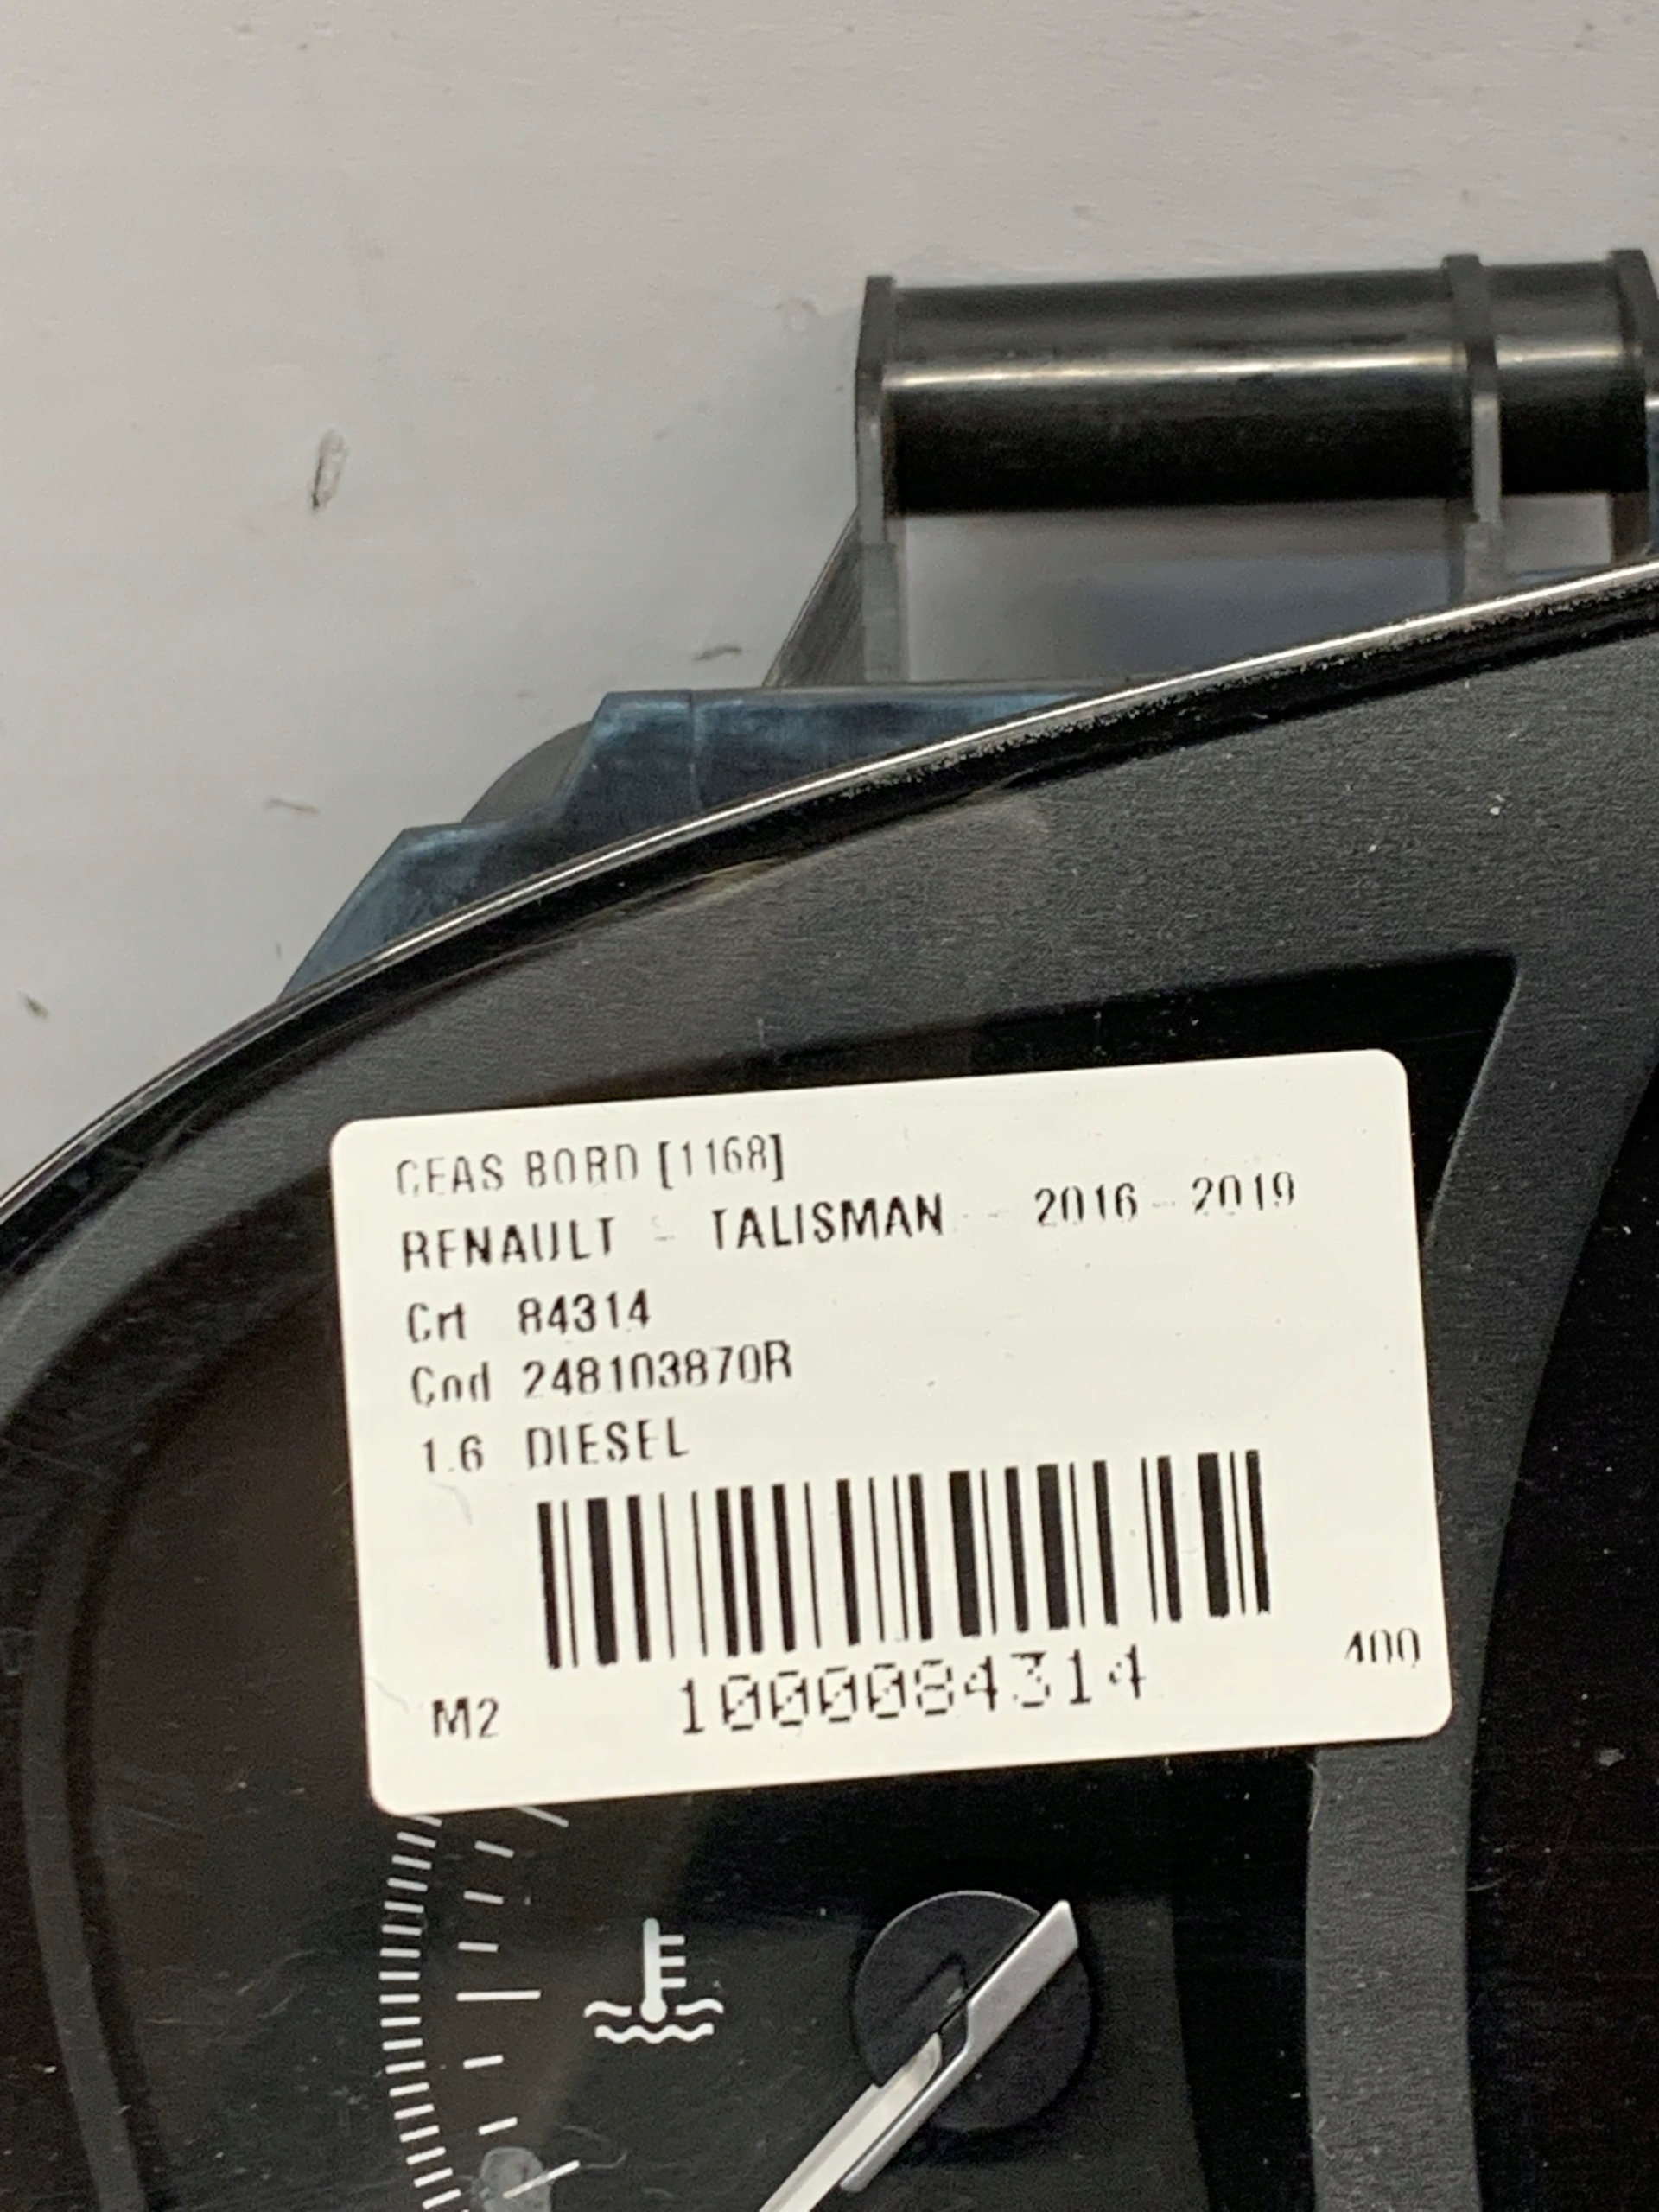 CEAS BORD [1168]
RENAULT - TALISMAN - 2016-2019
Crt 84314
Cod 248103870R
1.6 DIESEL
1000084314
M2
400